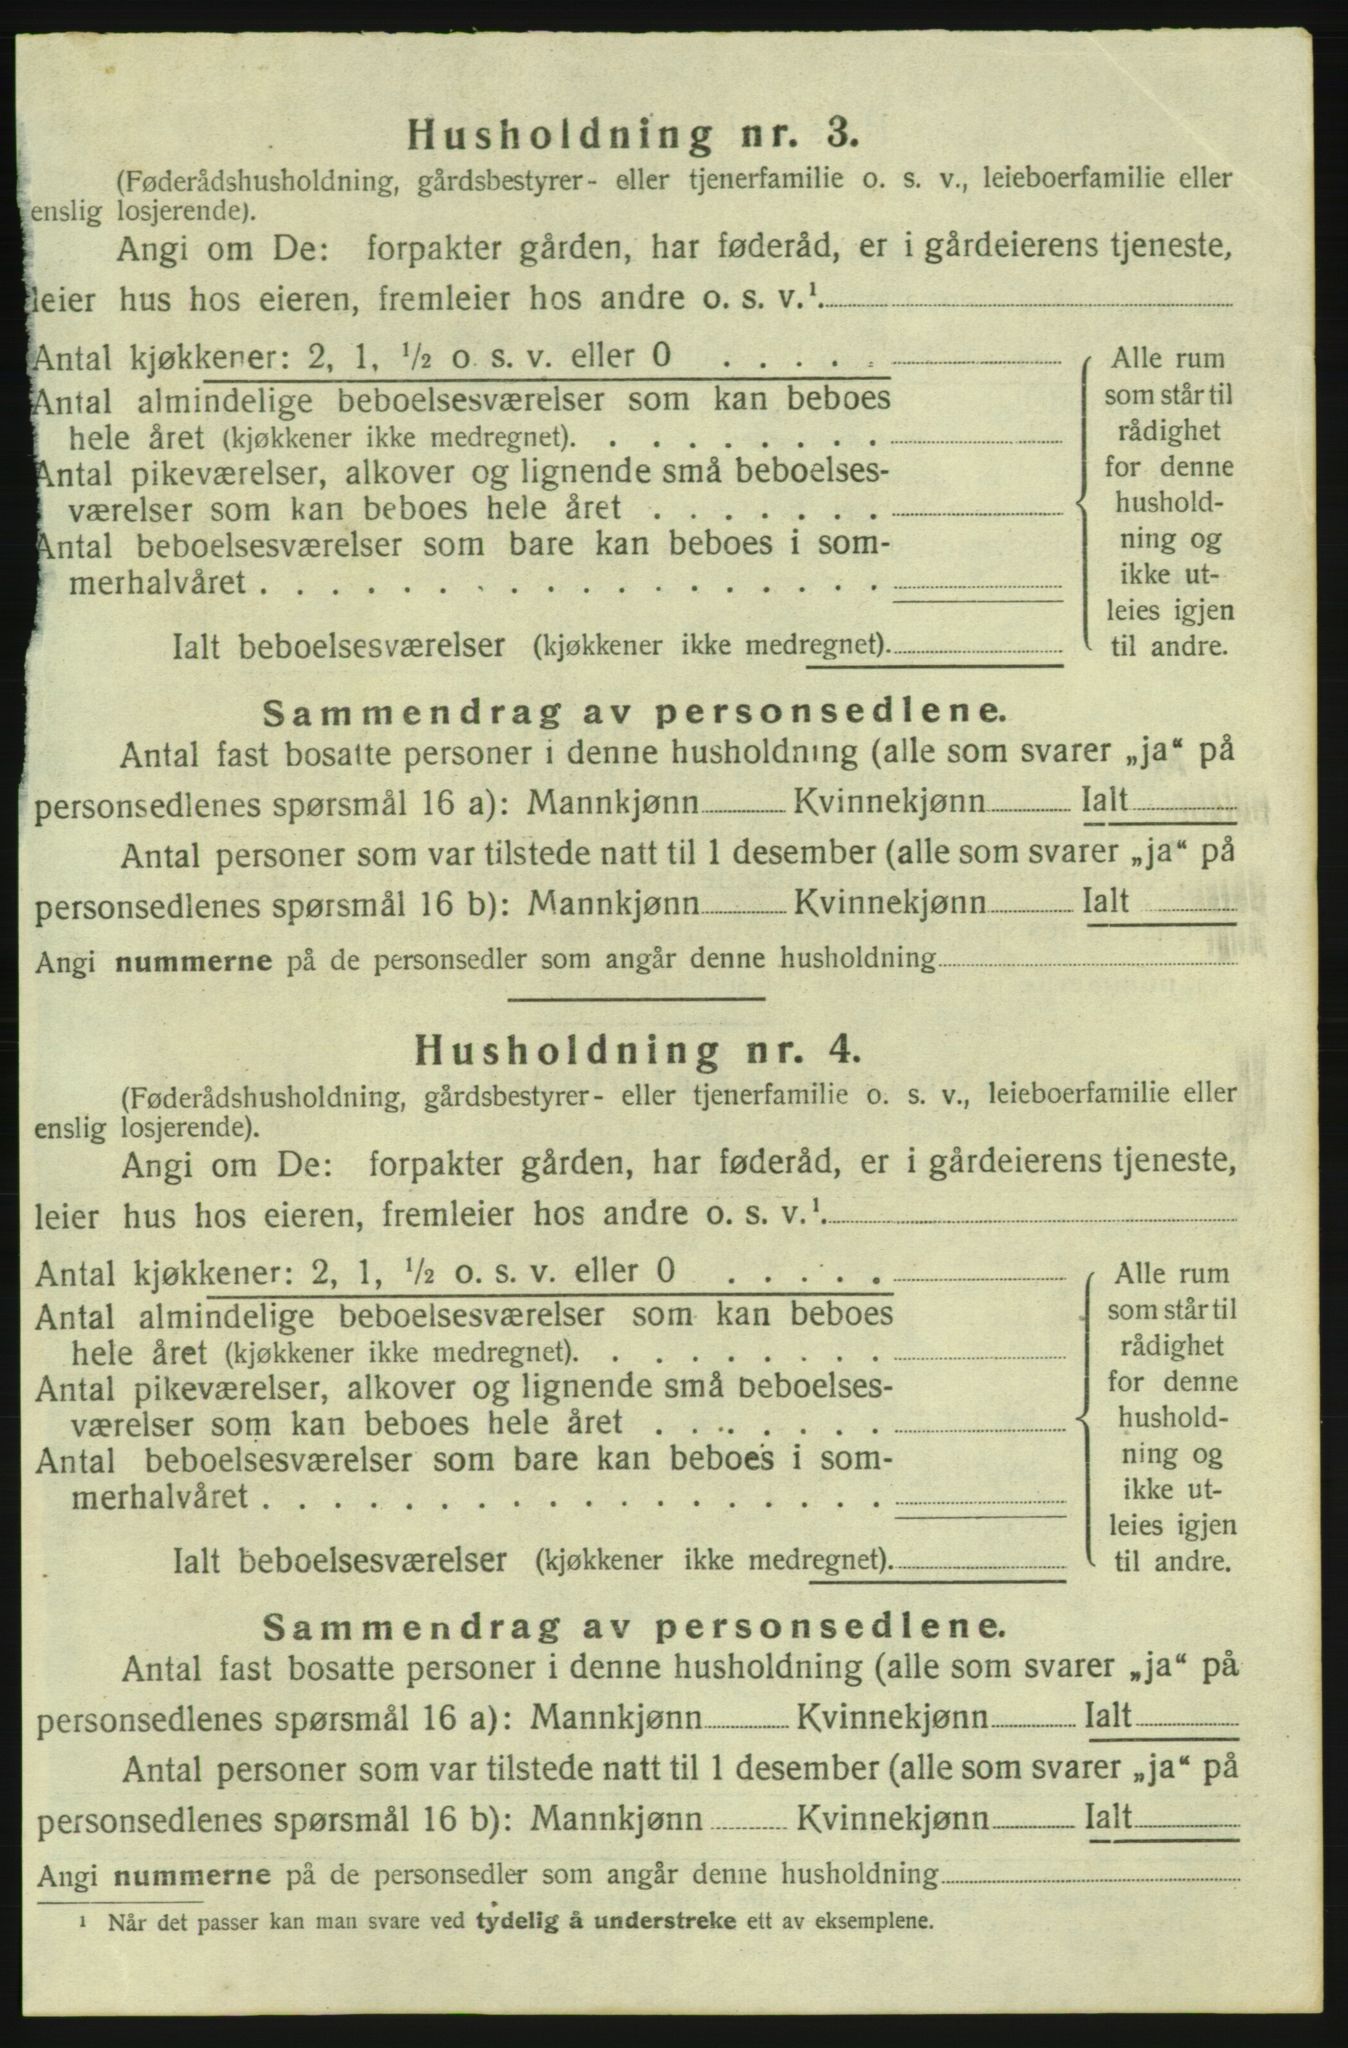 Husholdning nr. 3.
(Føderådshusholdning, gårdsbestyrer- eller tjenerfamilie o. s. v., leieboerfamilie eller
enslig losjerende).
Angi om De: forpakter gården, har føderåd, er i gårdeierens tjeneste,
leier hus hos eieren, fremleier hos andre o. s. v.¹
Antal kjøkkener: 2, 1, ½ o. s. v. eller 0 . . . . .
Antal almindelige beboelsesværelser som kan beboes
hele året (kjøkkener ikke medregnet). . . . . . . . .
Antal pikeværelser, alkover og lignende små beboelses-
værelser som kan beboes hele året . . . . . . .
Antal beboelsesværelser som bare kan beboes i som-
merhalvåret . . . . . . . . . . . . . . . . . .
Ialt beboelsesværelser (kjøkkener ikke medregnet).
Alle rum
som står til
rådighet
for denne
hushold-
ning og
ikke ut-
leies igjen
til andre.
Sammendrag av personsedlene.
Antal fast bosatte personer i denne husholdning (alle som svarer „ja“ på
personsedlenes spørsmål 16 a): Mannkjønn Kvinnekjønn Ialt
Antal personer som var tilstede natt til 1 desember (alle som svarer „ja“ på
personsedlenes spørsmål 16 b): Mannkjønn Kvinnekjønn Ialt
Angi nummerne på de personsedler som angår denne husholdning
Husholdning nr. 4.
(Føderådshusholdning, gårdsbestyrer- eller tjenerfamilie o. s. v., leieboerfamilie eller
enslig losjerende).
Angi om De: forpakter gården, har føderåd, er i gårdeierens tjeneste,
leier hus hos eieren, fremleier hos andre o. s. v.¹
Antal kjøkkener: 2, 1, ½ o. s. v. eller 0 . . . . .
Antal almindelige beboelsesværelser som kan beboes
hele året (kjøkkener ikke medregnet). . . . . . . . .
Antal pikeværelser, alkover og lignende små beboelses-
værelser som kan beboes hele året . . . . . . .
Antal beboelsesværelser som bare kan beboes i som-
merhalvåret . . . . . . . . . . . . . . . . . .
Ialt beboelsesværelser (kjøkkener ikke medregnet).
Alle rum
som står til
rådighet
for denne
hushold-
ning og
ikke ut-
leies igjen
til andre.
Sammendrag av personsedlene.
Antal fast bosatte personer i denne husholdning (alle som svarer „ja“ på
personsedlenes spørsmål 16 a): Mannkjønn Kvinnekjønn Ialt
Antal personer som var tilstede natt til 1 desember (alle som svarer „ja“ på
personsedlenes spørsmål 16 b): Mannkjønn Kvinnekjønn Ialt
Angi nummerne på de personsedler som angår denne husholdning
¹ Når det passer kan man svare ved tydelig å understreke ett av eksemplene.